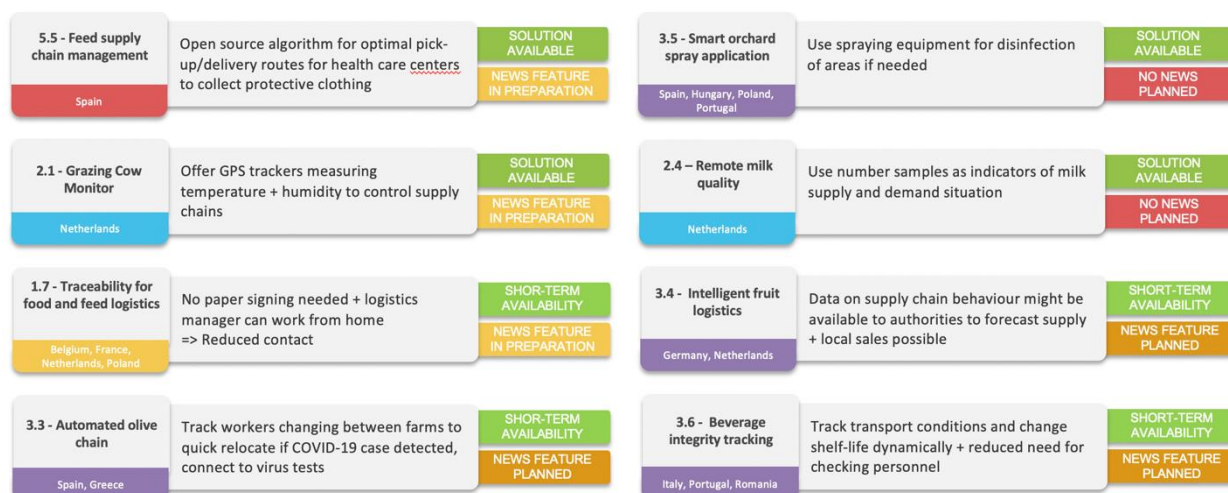 5.5 - Feed supply
chain management
Spain
Open source algorithm for optimal pick-
up/delivery routes for health care centers
to collect protective clothing
SOLUTION
AVAILABLE
NEWS FEATURE
IN PREPARATION
3.5 - Smart orchard
spray application
Spain, Hungary, Poland,
Portugal
Use spraying equipment for disinfection
of areas if needed
SOLUTION
AVAILABLE
NO NEWS
PLANNED
2.1 - Grazing Cow
Monitor
Netherlands
Offer GPS trackers measuring
temperature + humidity to control supply
chains
SOLUTION
AVAILABLE
NEWS FEATURE
IN PREPARATION
2.4 – Remote milk
quality
Netherlands
Use number samples as indicators of milk
supply and demand situation
SOLUTION
AVAILABLE
NO NEWS
PLANNED
1.7 - Traceability for
food and feed logistics
Belgium, France,
Netherlands, Poland
No paper signing needed + logistics
manager can work from home
=> Reduced contact
SHOR-TERM
AVAILABILITY
NEWS FEATURE
IN PREPARATION
3.4 - Intelligent fruit
logistics
Germany, Netherlands
Data on supply chain behaviour might be
available to authorities to forecast supply
+ local sales possible
SHORT-TERM
AVAILABILITY
NEWS FEATURE
PLANNED
3.3 - Automated olive
chain
Spain, Greece
Track workers changing between farms to
quick relocate if COVID-19 case detected,
connect to virus tests
SHOR-TERM
AVAILABILITY
NEWS FEATURE
PLANNED
3.6 - Beverage
integrity tracking
Italy, Portugal, Romania
Track transport conditions and change
shelf-life dynamically + reduced need for
checking personnel
SHORT-TERM
AVAILABILITY
NEWS FEATURE
PLANNED